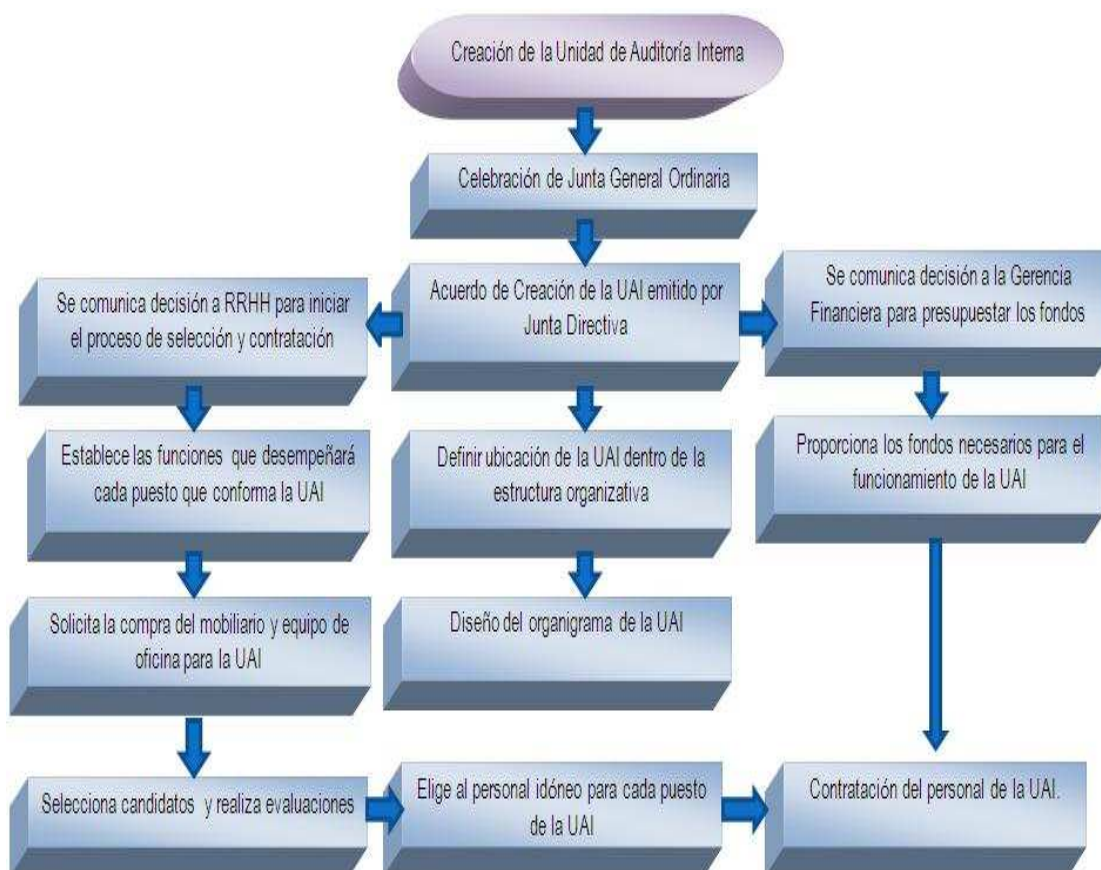 Creación de la Unidad de Auditoría Interna
Celebración de Junta General Ordinaria
Acuerdo de Creación de la UAI emitido por
Junta Directiva
Se comunica decisión a RRHH para iniciar
el proceso de selección y contratación
Se comunica decisión a la Gerencia
Financiera para presupuestar los fondos
Establece las funciones que desempeñará
cada puesto que conforma la UAI
Definir ubicación de la UAI dentro de la
estructura organizativa
Proporciona los fondos necesarios para el
funcionamiento de la UAI
Solicita la compra del mobiliario y equipo de
oficina para la UAI
Diseño del organigrama de la UAI
Selecciona candidatos y realiza evaluaciones
Elige al personal idóneo para cada puesto
de la UAI
Contratación del personal de la UAI.